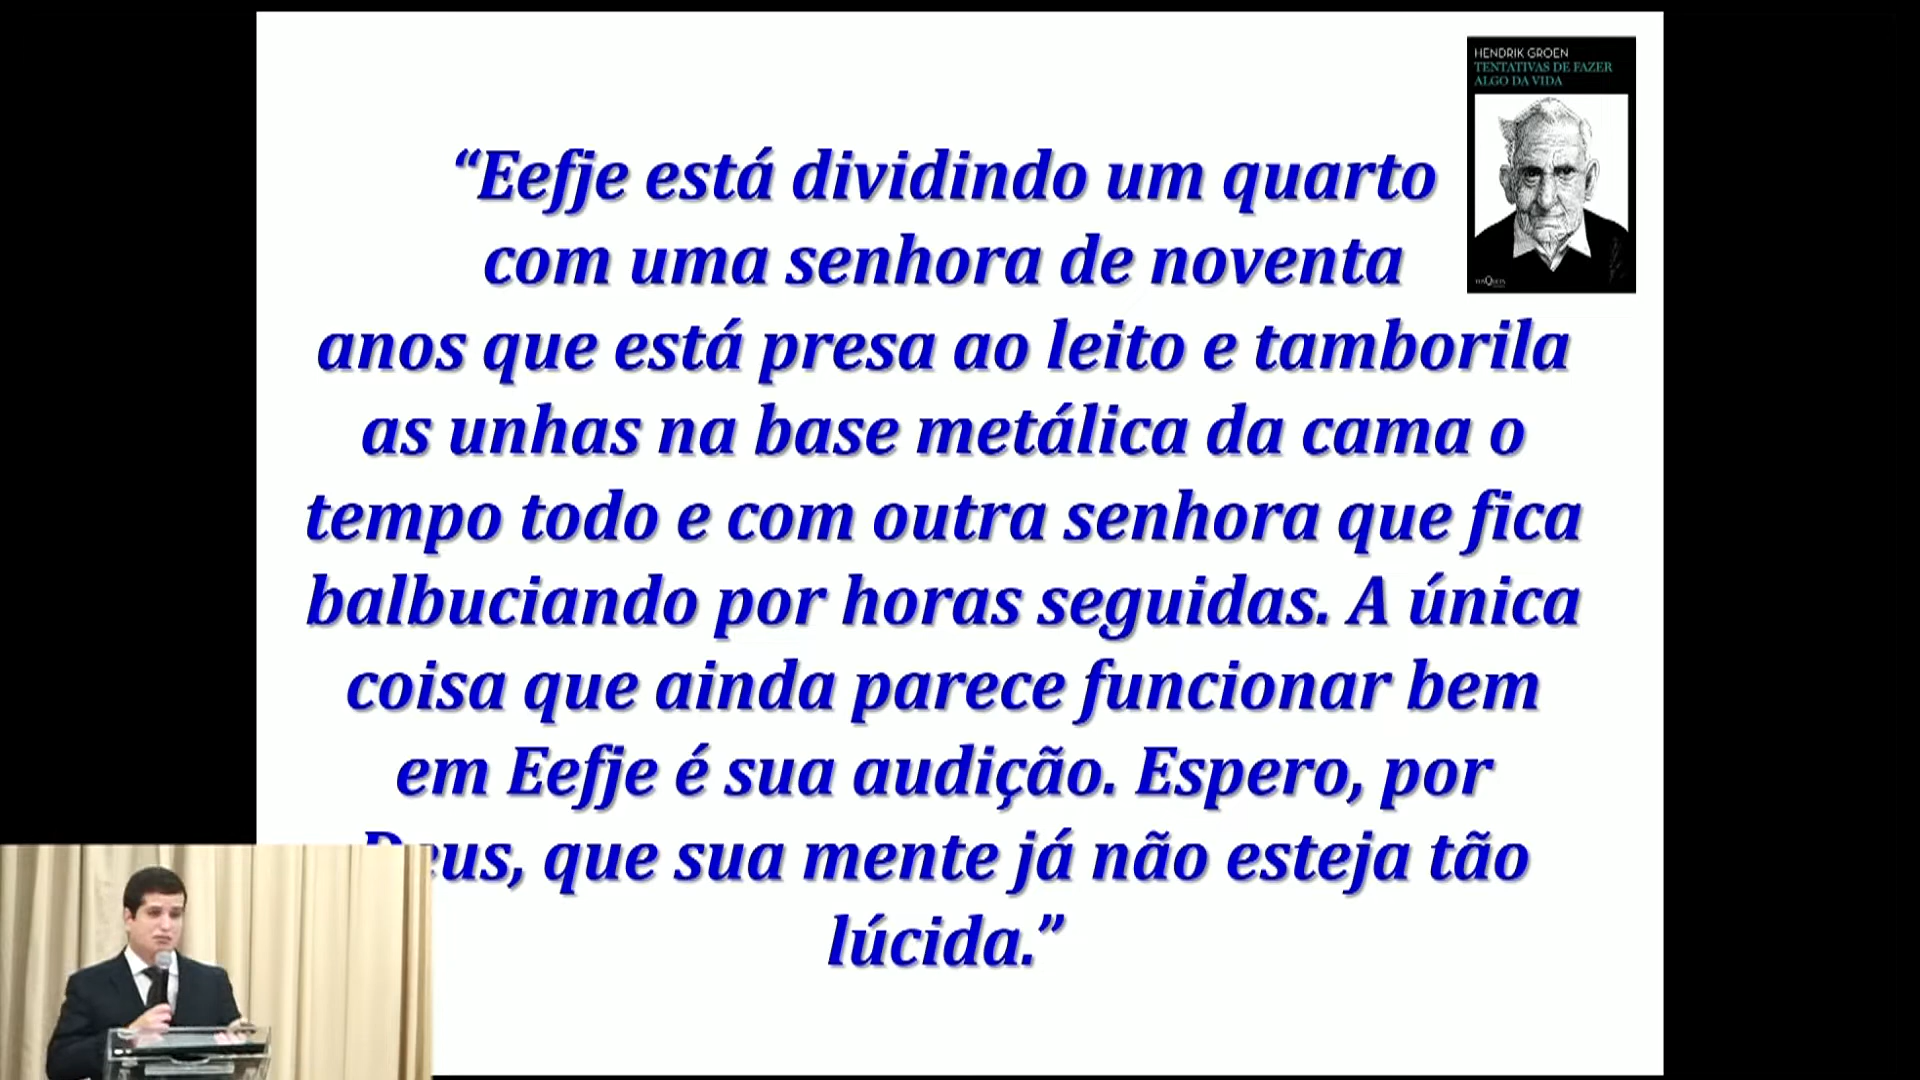 HENDRIK GROEN
TENTATIVAS DE FAZER
ALGO DA VIDA
“Eefje está dividindo um quarto
com uma senhora de noventa
anos que está presa ao leito e tamborila
as unhas na base metálica da cama o
tempo todo e com outra senhora que fica
balbuciando por horas seguidas. A única
coisa que ainda parece funcionar bem
em Eefje é sua audição. Espero, por
Deus, que sua mente já não esteja tão
lúcida.”